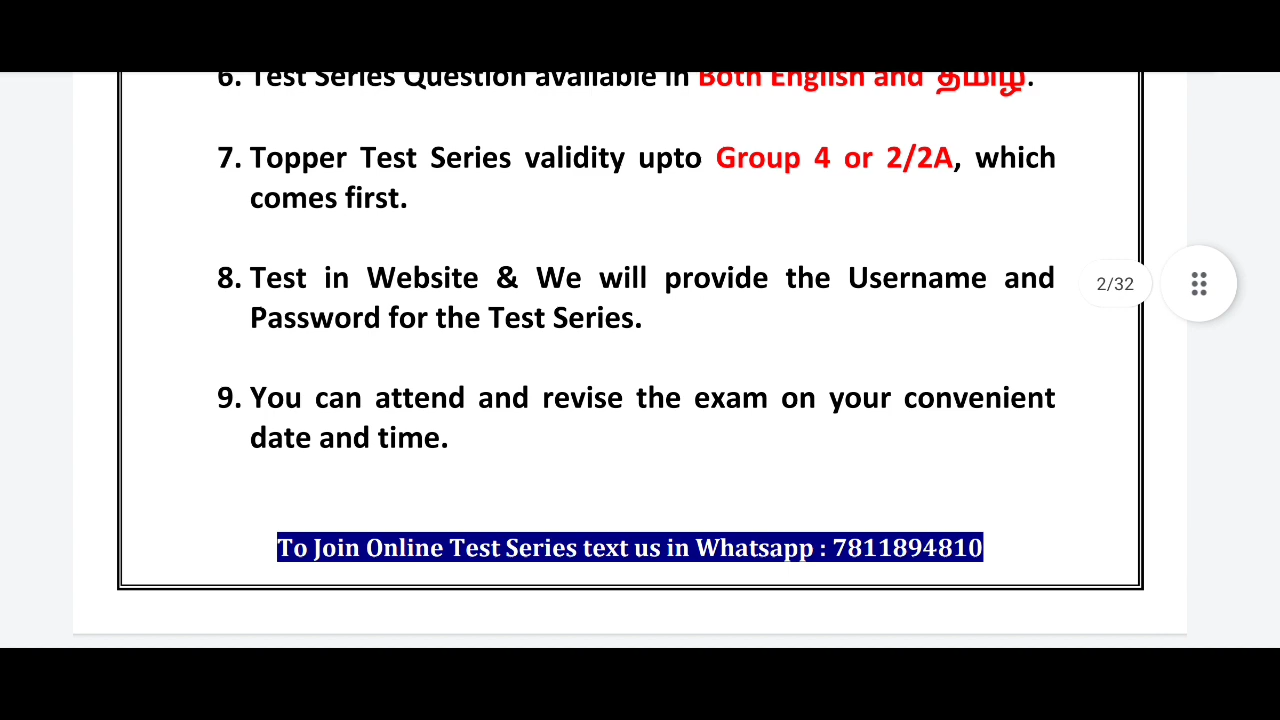 6. Test Series Question available in Both English and தமிழ்.
7. Topper Test Series validity upto Group 4 or 2/2A, which
comes first.
8. Test in Website & We will provide the Username and
Password for the Test Series.
2/32
9. You can attend and revise the exam on your convenient
date and time.
To Join Online Test Series text us in Whatsapp : 7811894810